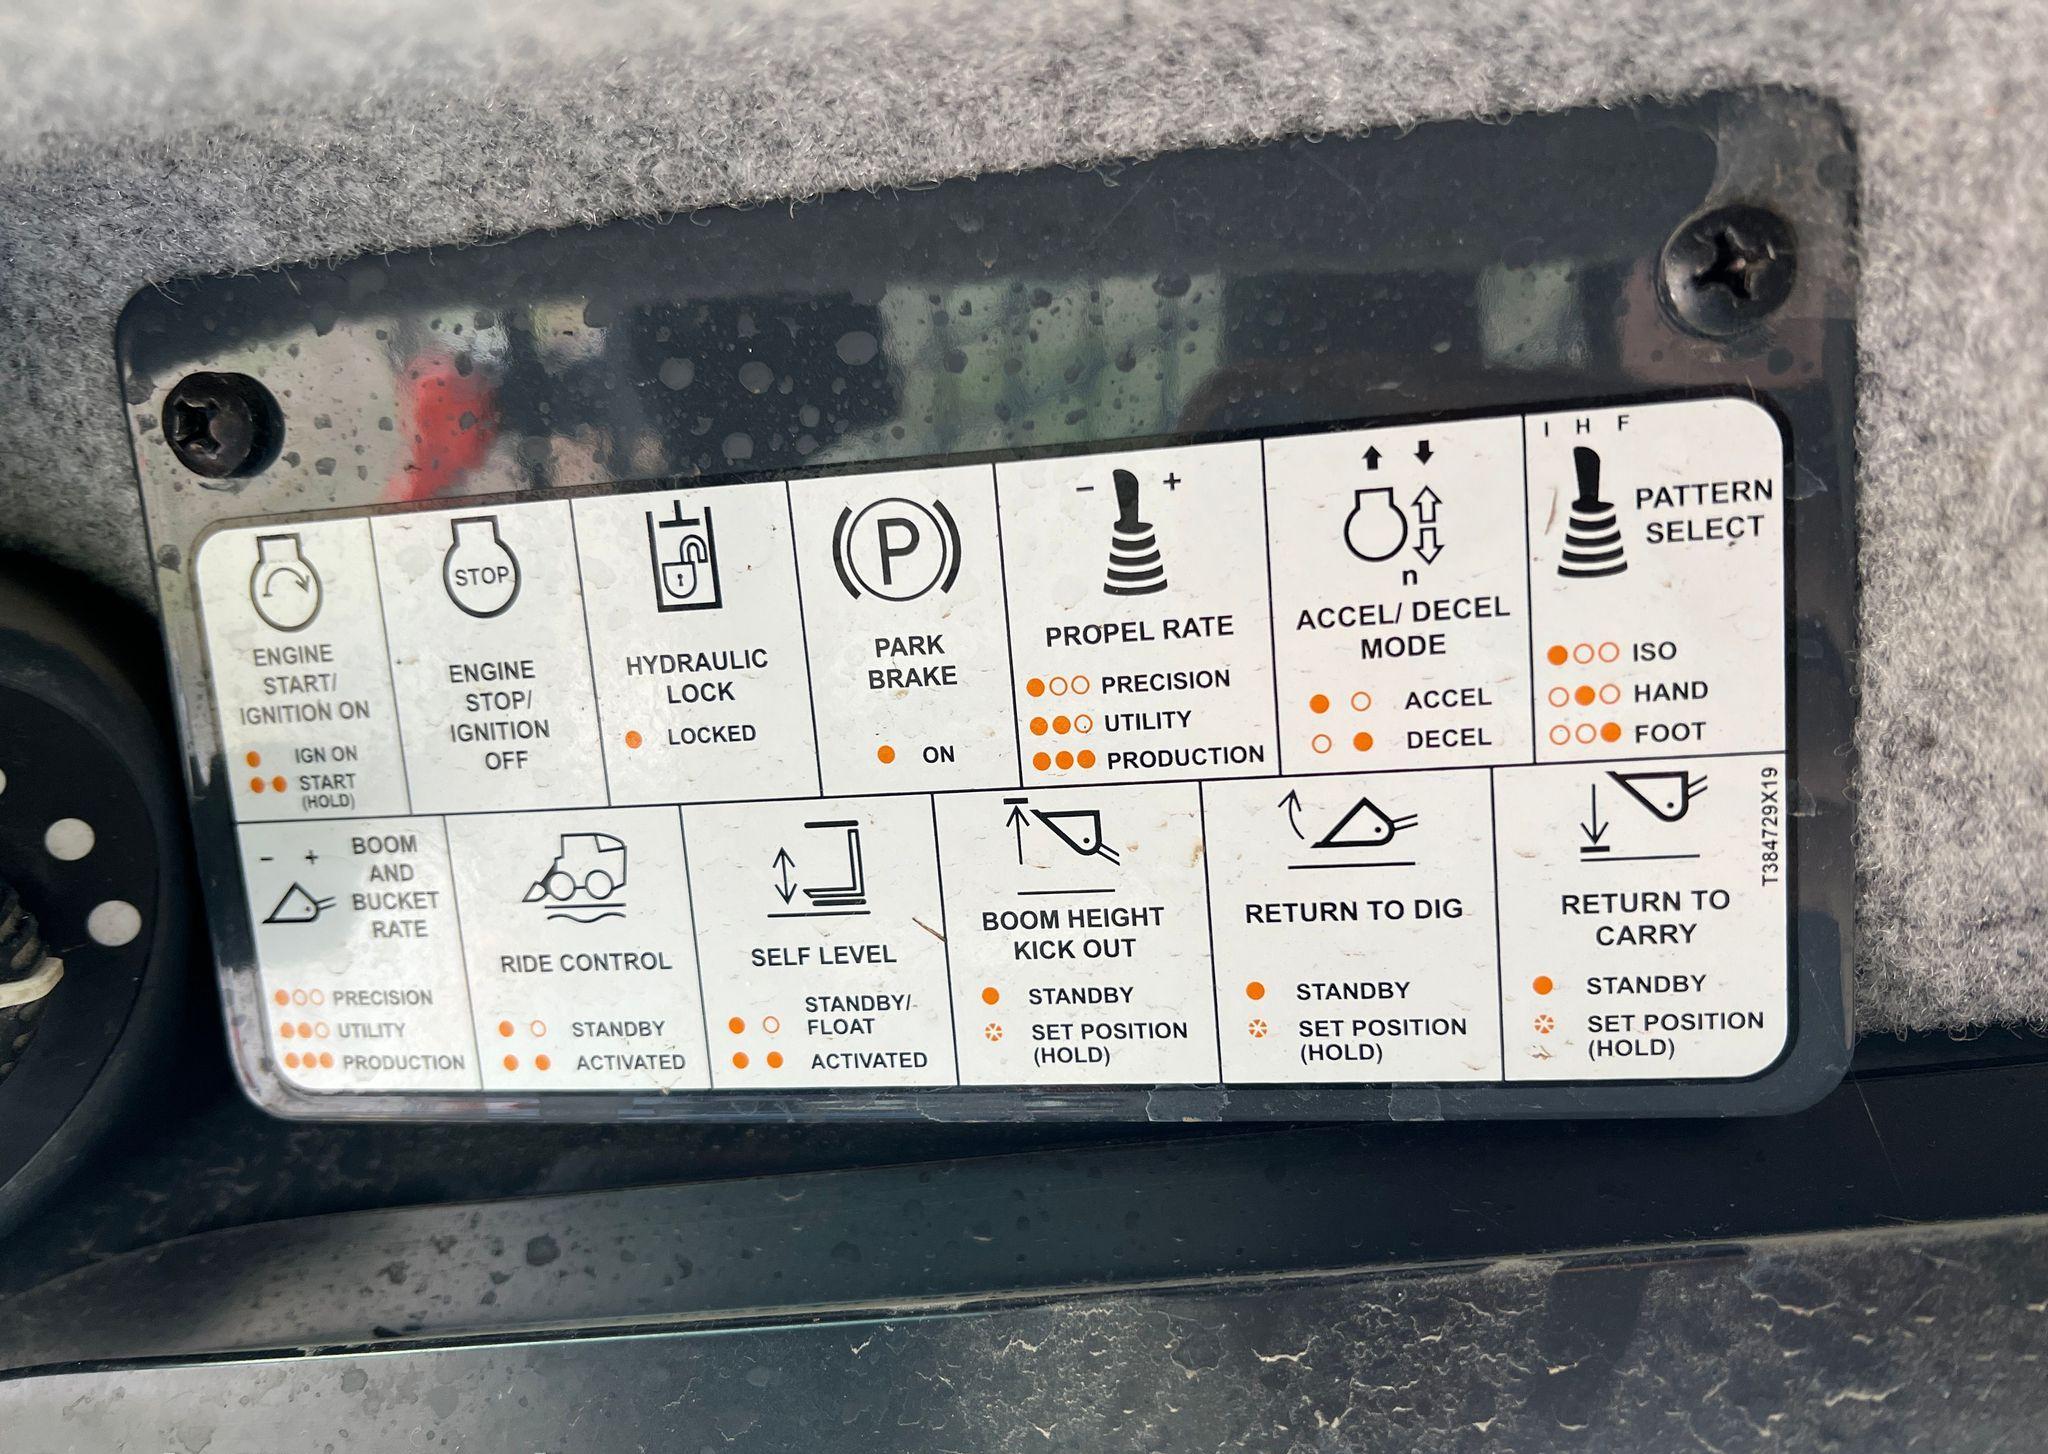 ENGINE
START/
IGNITION ON
IGN ON
START
(HOLD)
STOP
ENGINE
STOP/
IGNITION
OFF
HYDRAULIC
LOCK
LOCKED
P
PARK
BRAKE
ON
- +
PROPEL RATE
PRECISION
UTILITY
PRODUCTION
n
ACCEL/ DECEL
MODE
ACCEL
DECEL
I H F
PATTERN
SELECT
ISO
HAND
FOOT
- +
BOOM
AND
BUCKET
RATE
PRECISION
UTILITY
PRODUCTION
RIDE CONTROL
STANDBY
ACTIVATED
SELF LEVEL
STANDBY/
FLOAT
ACTIVATED
BOOM HEIGHT
KICK OUT
STANDBY
SET POSITION
(HOLD)
RETURN TO DIG
STANDBY
SET POSITION
(HOLD)
RETURN TO
CARRY
STANDBY
SET POSITION
(HOLD)
T384729X19